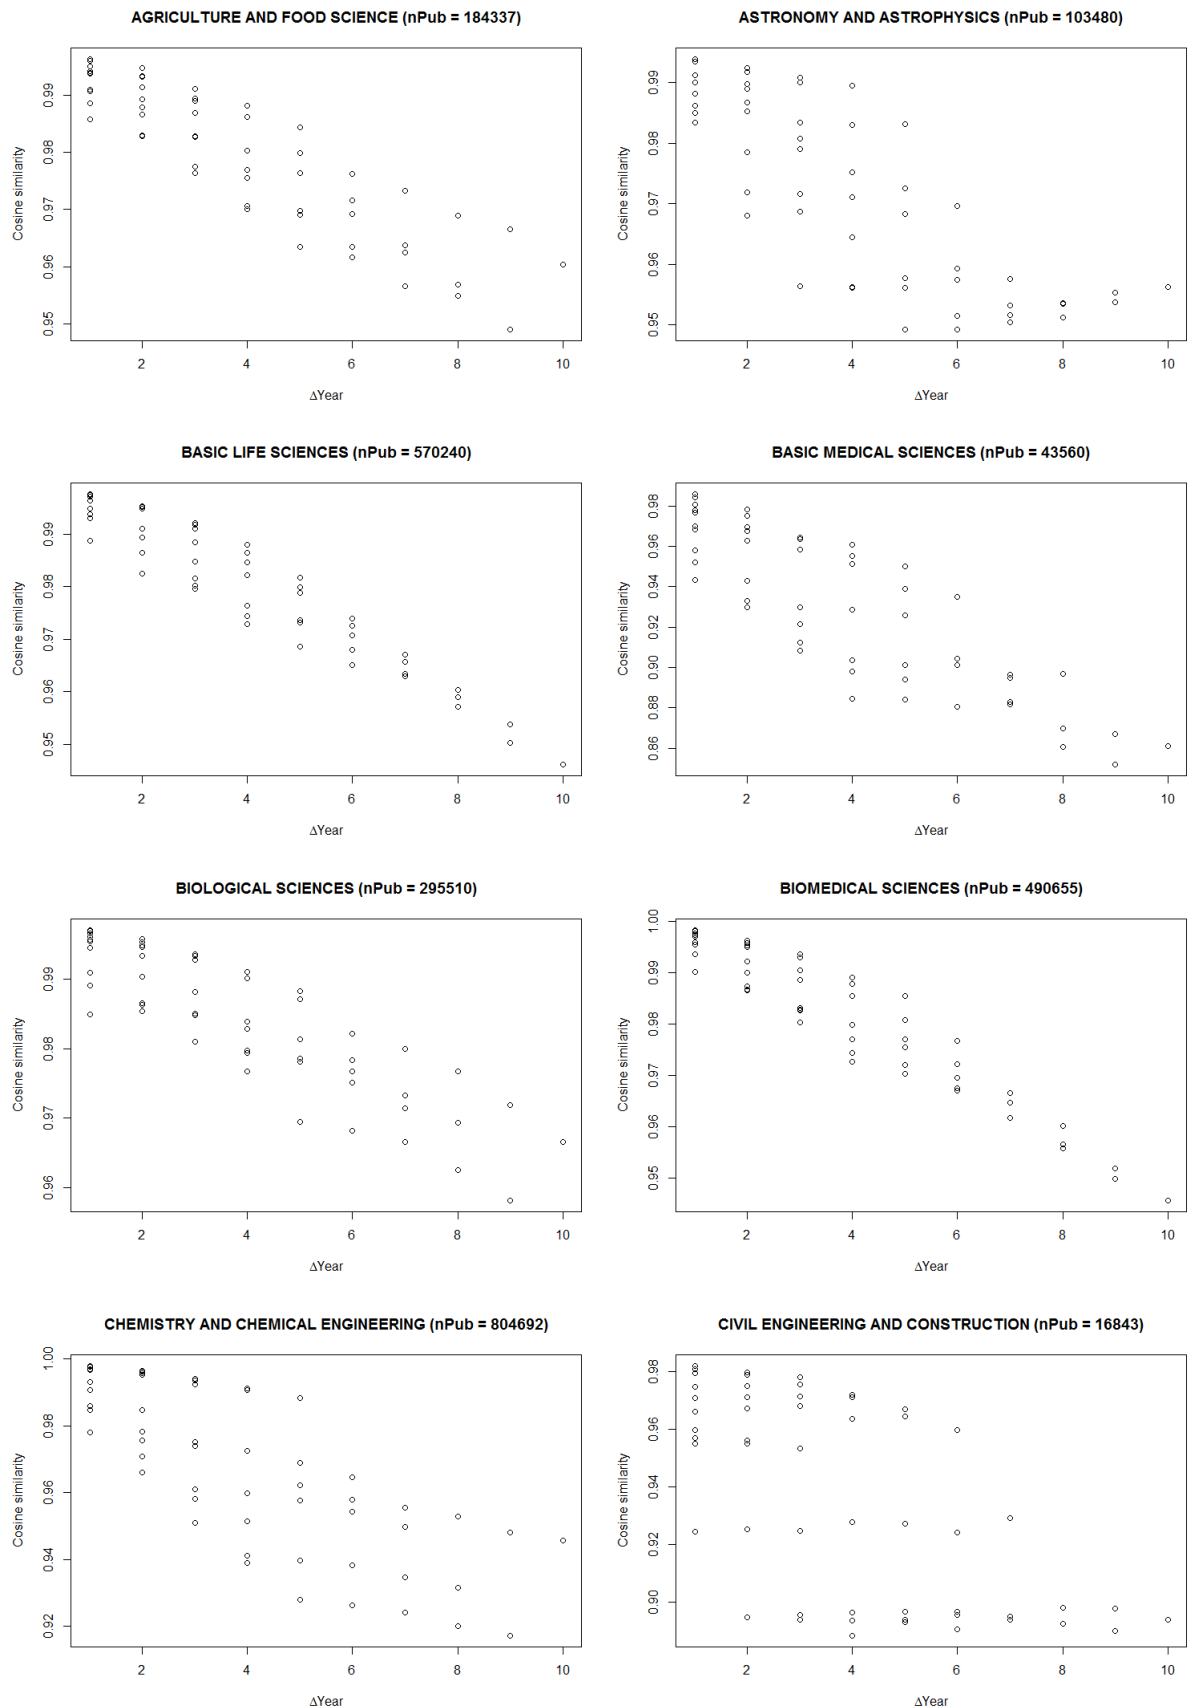 AGRICULTURE AND FOOD SCIENCE (nPub = 184337)
Cosine similarity
0.99
0.98
0.97
0.96
0.95
2 4 6 8 10
ΔYear
ASTRONOMY AND ASTROPHYSICS (nPub = 103480)
Cosine similarity
0.99
0.98
0.97
0.96
0.95
2 4 6 8 10
ΔYear
BASIC LIFE SCIENCES (nPub = 570240)
Cosine similarity
0.99
0.98
0.97
0.96
0.95
2 4 6 8 10
ΔYear
BASIC MEDICAL SCIENCES (nPub = 43560)
Cosine similarity
0.98
0.96
0.94
0.92
0.90
0.88
0.86
2 4 6 8 10
ΔYear
BIOLOGICAL SCIENCES (nPub = 295510)
Cosine similarity
0.99
0.98
0.97
0.96
2 4 6 8 10
ΔYear
BIOMEDICAL SCIENCES (nPub = 490655)
Cosine similarity
1.00
0.99
0.98
0.97
0.96
0.95
2 4 6 8 10
ΔYear
CHEMISTRY AND CHEMICAL ENGINEERING (nPub = 804692)
Cosine similarity
1.00
0.98
0.96
0.94
0.92
2 4 6 8 10
ΔYear
CIVIL ENGINEERING AND CONSTRUCTION (nPub = 16843)
Cosine similarity
0.98
0.96
0.94
0.92
0.90
2 4 6 8 10
ΔYear